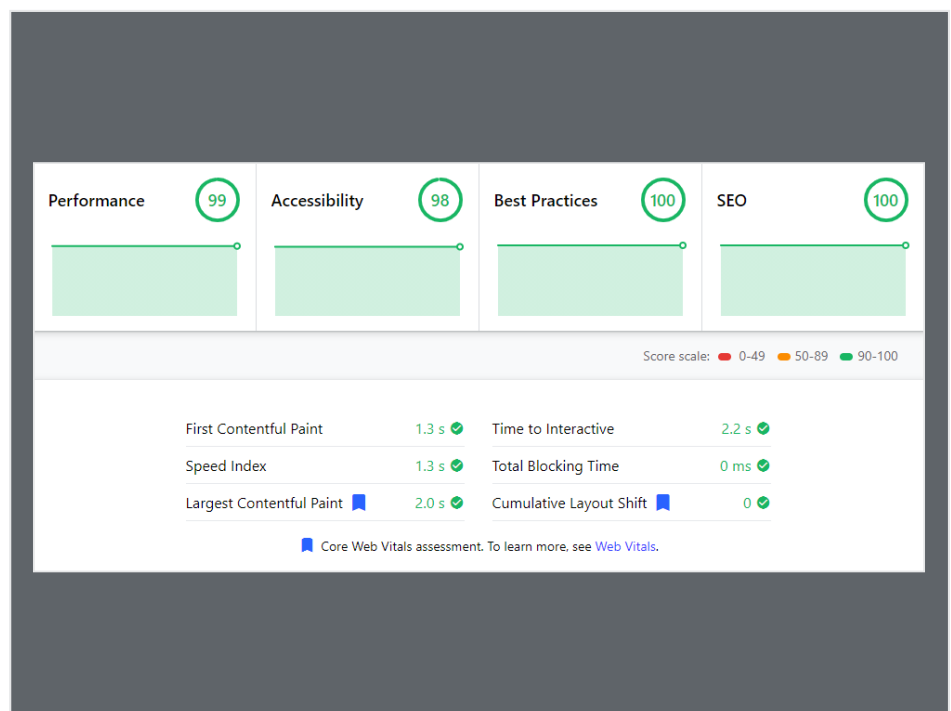 Performance 99 Accessibility 98 Best Practices 100 SEO 100
Score scale: 0-49 50-89 90-100
First Contentful Paint 1.3 s Time to Interactive 2.2 s
Speed Index 1.3 s Total Blocking Time 0 ms
Largest Contentful Paint 2.0 s Cumulative Layout Shift 0
Core Web Vitals assessment. To learn more, see Web Vitals.